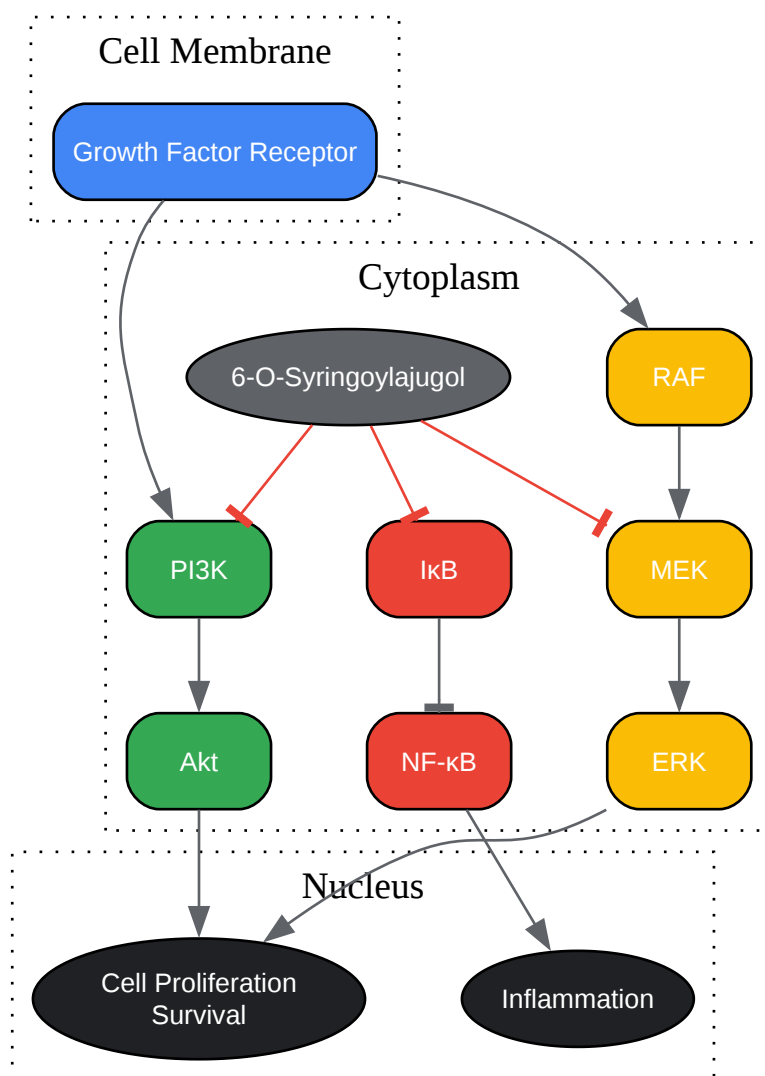 Cell Membrane
Growth Factor Receptor
Cytoplasm
6-O-Syringoylajugol
RAF
PI3K
IκB
MEK
Akt
NF-κB
ERK
Nucleus
Cell Proliferation
Survival
Inflammation